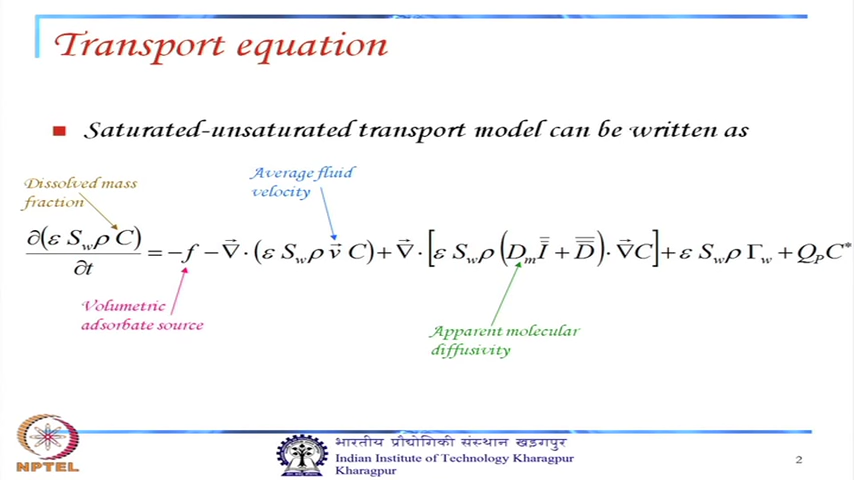 Transport equation
Saturated-unsaturated transport model can be written as
Dissolved mass
fraction
Average fluid
velocity
∂(ε S_w ρ C)/∂t = −f − ∇⃗ · (ε S_w ρ v⃗ C) + ∇⃗ · [ε S_w ρ (D_m I̿ + D̿) · ∇⃗C] + ε S_w ρ Γ_w + Q_P C*
Volumetric
adsorbate source
Apparent molecular
diffusivity
NPTEL
भारतीय प्रौद्योगिकी संस्थान खड़गपुर
Indian Institute of Technology Kharagpur
Kharagpur
2